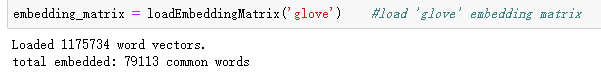 embedding_matrix = loadEmbeddingMatrix('glove')    #load 'glove' embedding matrix
Loaded 1175734 word vectors.
total embedded: 79113 common words